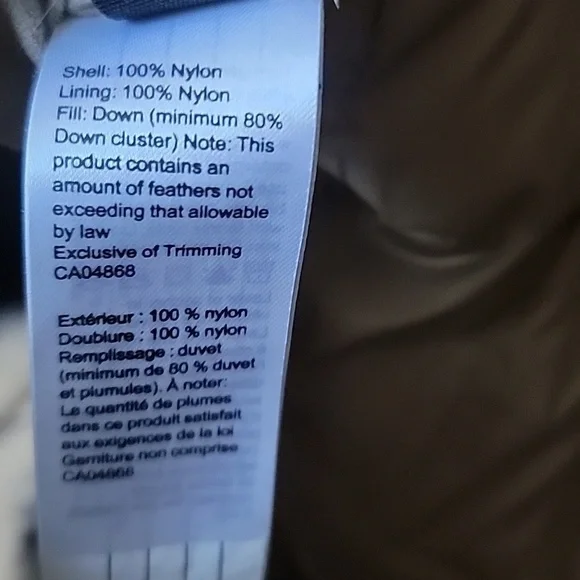 Shell: 100% Nylon
Lining: 100% Nylon
Fill: Down (minimum 80%
Down cluster) Note: This
product contains an
amount of feathers not
exceeding that allowable
by law
Exclusive of Trimming
CA04868
Extérieur : 100 % nylon
Doublure : 100 % nylon
Remplissage : duvet
(minimum de 80 % duvet
et plumules). À noter:
La quantité de plumes
dans ce produit satisfait
aux exigences de la loi
Garniture non comprise
CA04868